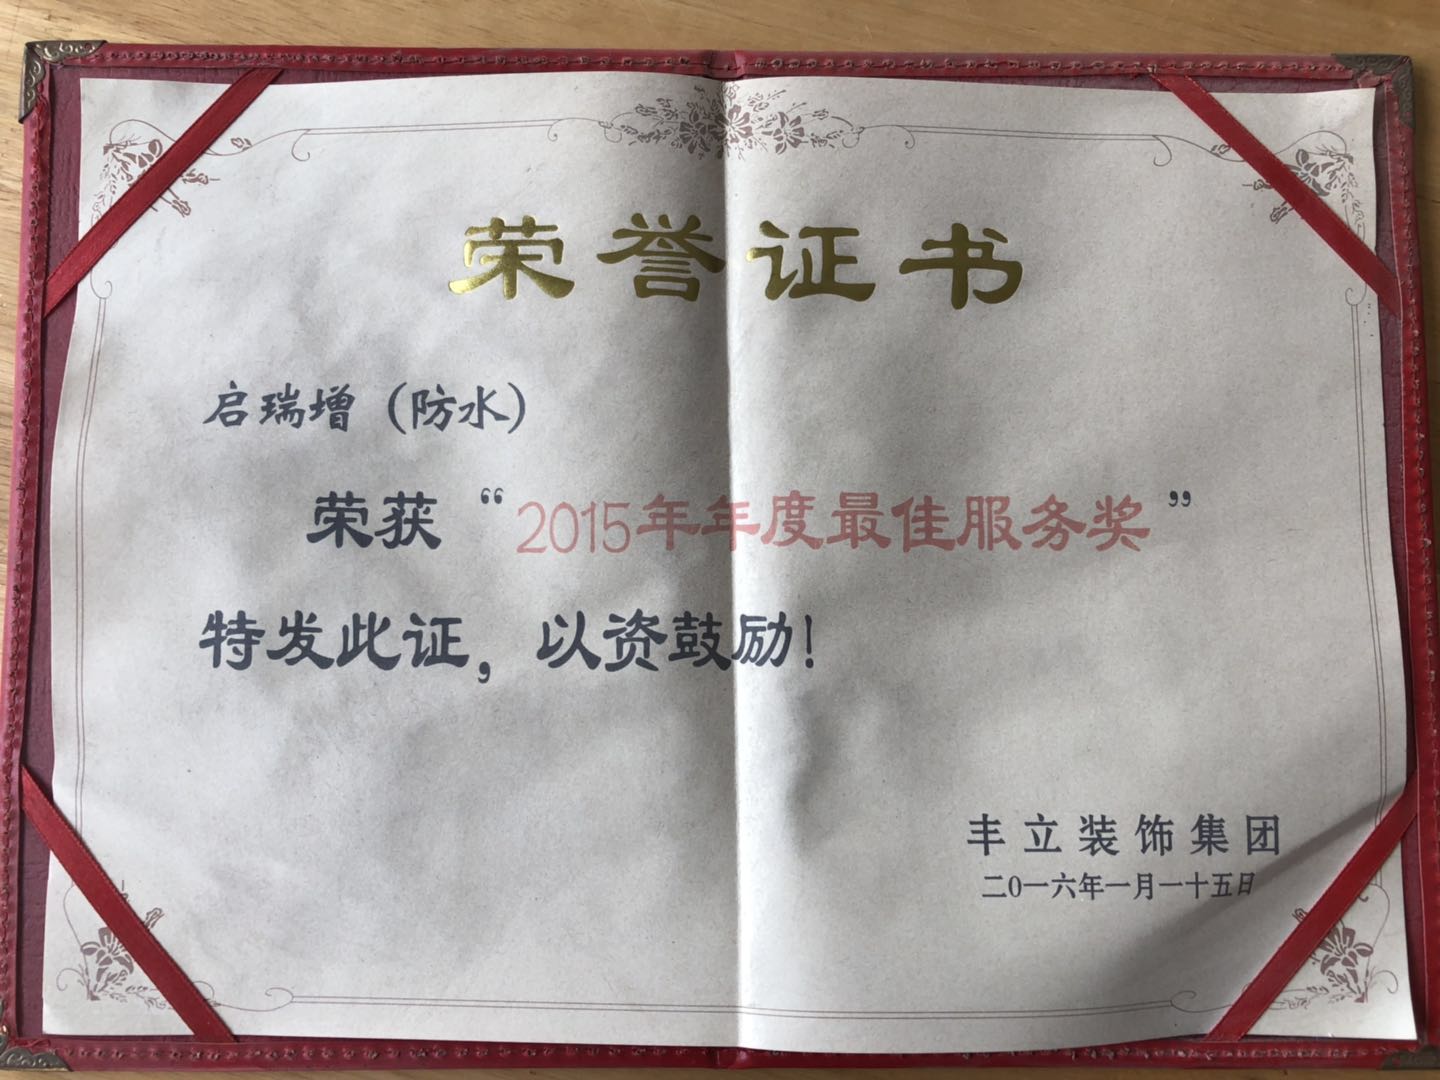 荣誉证书
启瑞增（防水）
荣获“2015年年度最佳服务奖”
特发此证，以资鼓励！
丰立装饰集团
二〇一六年一月一十五日